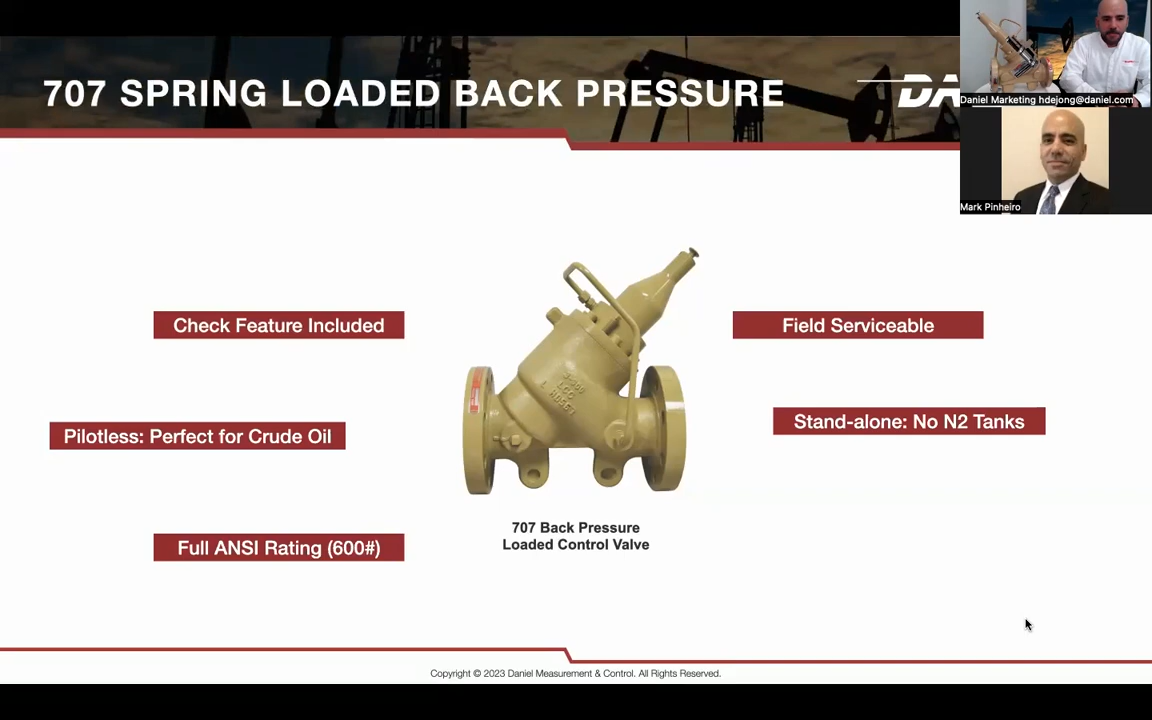 707 SPRING LOADED BACK PRESSURE
DA
Daniel Marketing hdejong@daniel.com
Mark Pinheiro
Check Feature Included
Field Serviceable
Pilotless: Perfect for Crude Oil
Stand-alone: No N2 Tanks
Full ANSI Rating (600#)
707 Back Pressure
Loaded Control Valve
Copyright © 2023 Daniel Measurement & Control. All Rights Reserved.